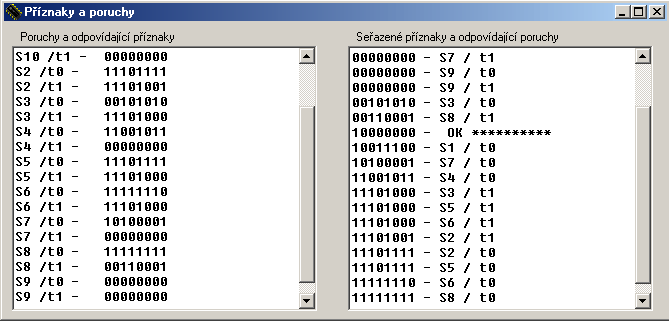 Příznaky a poruchy
Poruchy a odpovídající příznaky
S10 /t1 - 00000000
S2 /t0 - 11101111
S2 /t1 - 11101001
S3 /t0 - 00101010
S3 /t1 - 11101000
S4 /t0 - 11001011
S4 /t1 - 00000000
S5 /t0 - 11101111
S5 /t1 - 11101000
S6 /t0 - 11111110
S6 /t1 - 11101000
S7 /t0 - 10100001
S7 /t1 - 00000000
S8 /t0 - 11111111
S8 /t1 - 00110001
S9 /t0 - 00000000
S9 /t1 - 00000000
Seřazené příznaky a odpovídající poruchy
00000000 - S7 / t1
00000000 - S9 / t0
00000000 - S9 / t1
00101010 - S3 / t0
00110001 - S8 / t1
10000000 - OK **********
10011100 - S1 / t0
10100001 - S7 / t0
11001011 - S4 / t0
11101000 - S3 / t1
11101000 - S5 / t1
11101000 - S6 / t1
11101001 - S2 / t1
11101111 - S2 / t0
11101111 - S5 / t0
11111110 - S6 / t0
11111111 - S8 / t0